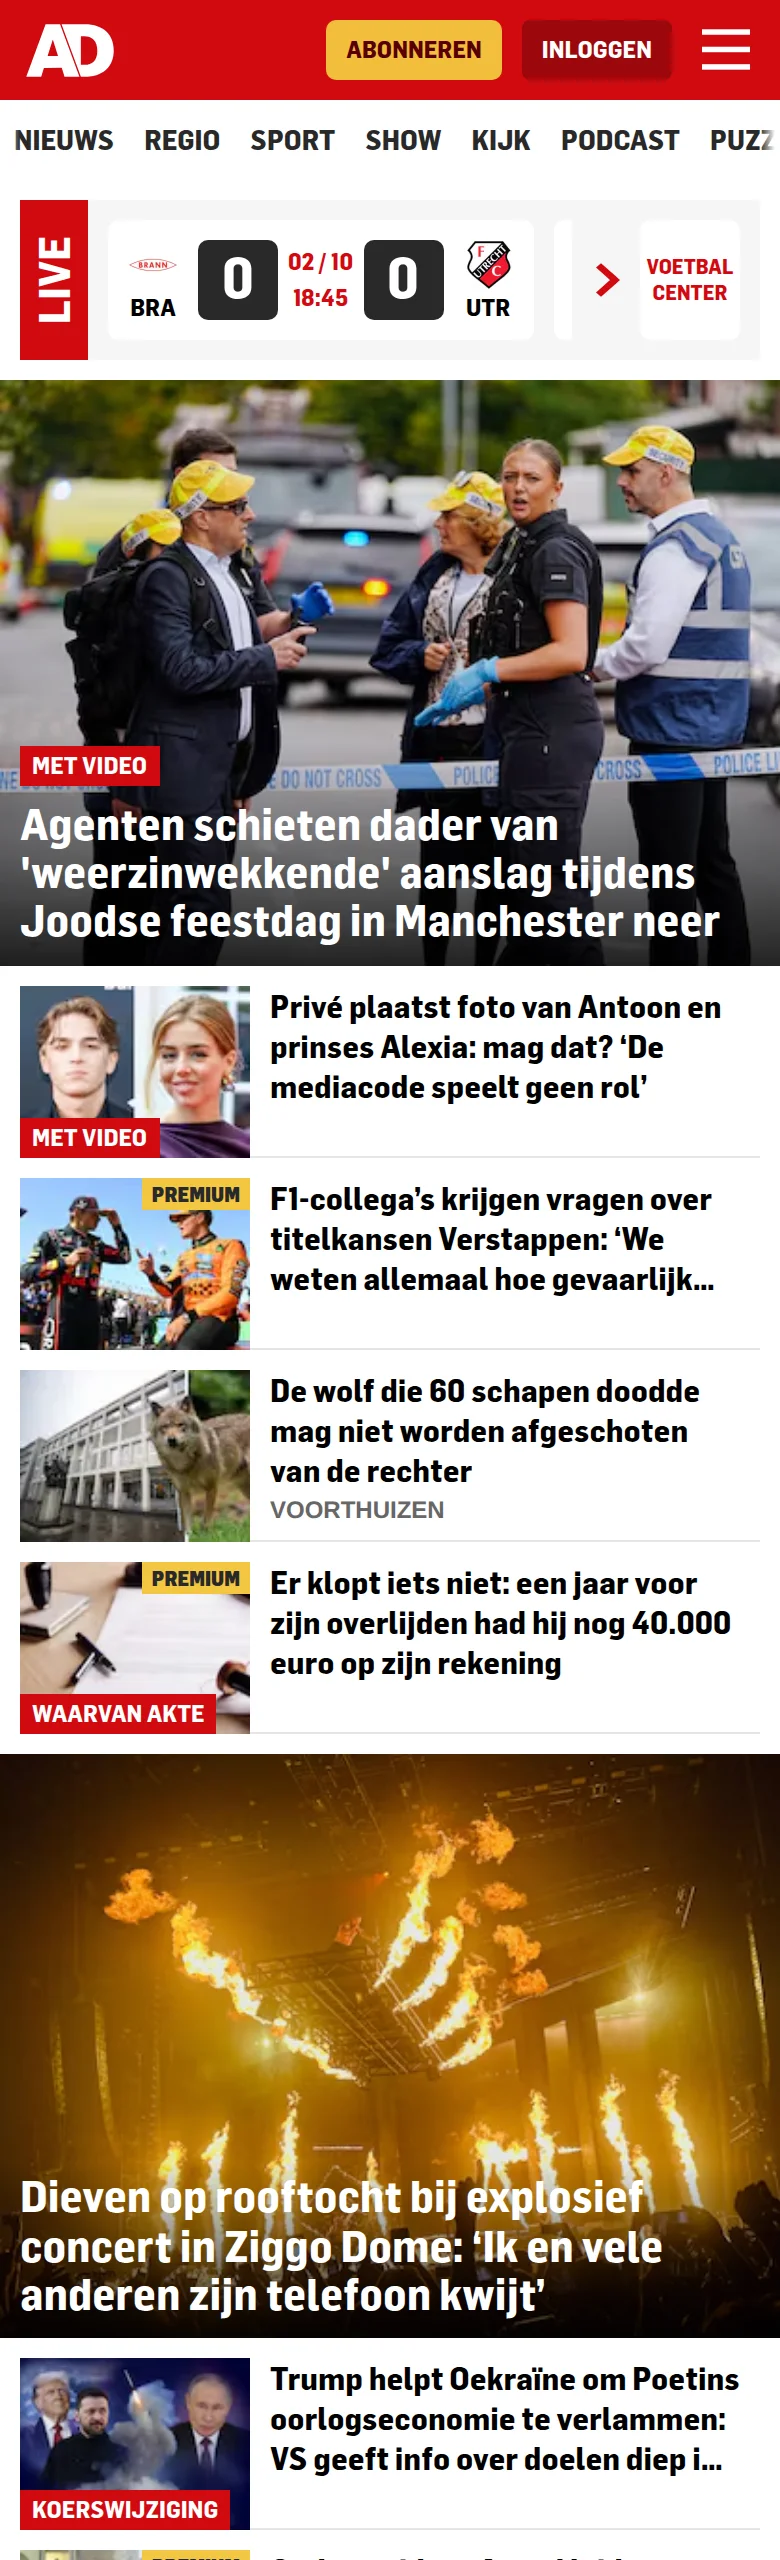 AD
ABONNEREN
INLOGGEN
NIEUWS REGIO SPORT SHOW KIJK PODCAST PUZZ
LIVE
BRANN
BRA
0
02 / 10
18:45
0
FC UTRECHT
UTR
VOETBAL
CENTER
SECURITY
DO NOT CROSS POLICE CROSS POLICE LI
MET VIDEO
Agenten schieten dader van
'weerzinwekkende' aanslag tijdens
Joodse feestdag in Manchester neer
MET VIDEO
Privé plaatst foto van Antoon en
prinses Alexia: mag dat? ‘De
mediacode speelt geen rol’
PREMIUM
F1-collega’s krijgen vragen over
titelkansen Verstappen: ‘We
weten allemaal hoe gevaarlijk...
De wolf die 60 schapen doodde
mag niet worden afgeschoten
van de rechter
VOORTHUIZEN
PREMIUM
WAARVAN AKTE
Er klopt iets niet: een jaar voor
zijn overlijden had hij nog 40.000
euro op zijn rekening
Dieven op rooftocht bij explosief
concert in Ziggo Dome: ‘Ik en vele
anderen zijn telefoon kwijt’
KOERSWIJZIGING
Trump helpt Oekraïne om Poetins
oorlogseconomie te verlammen:
VS geeft info over doelen diep i...